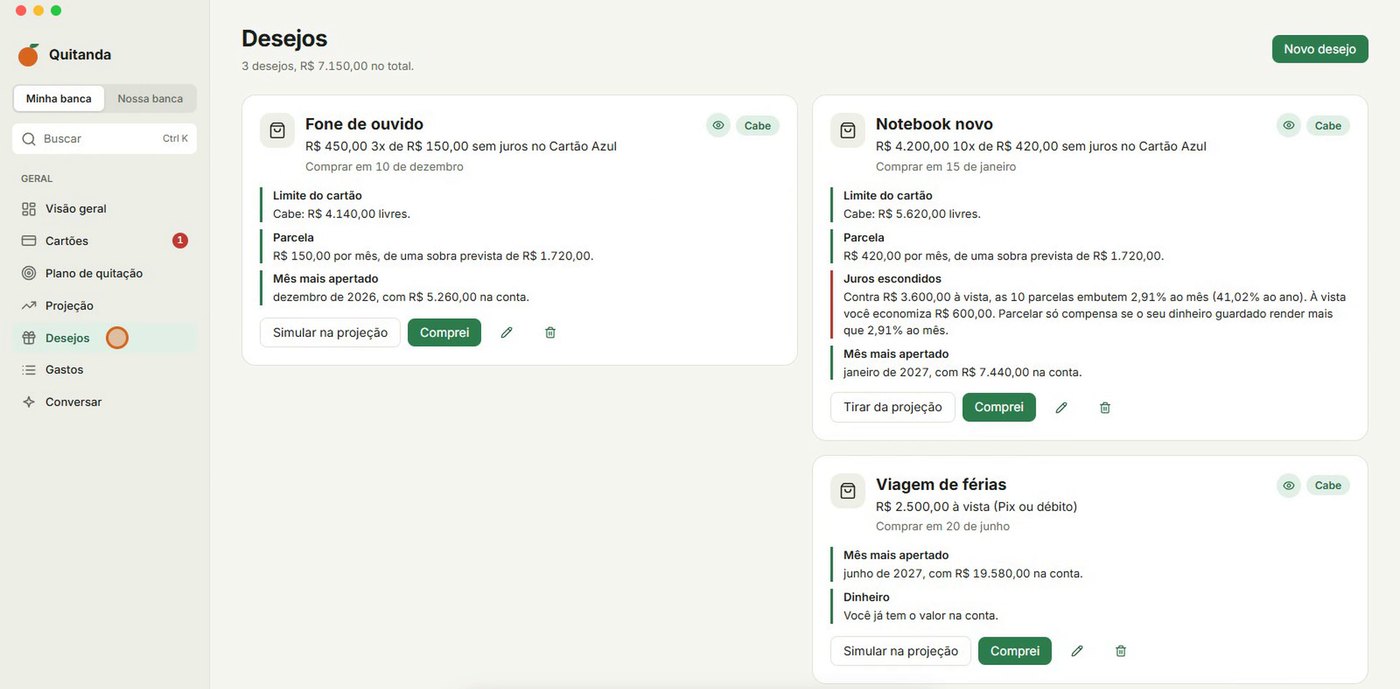 Quitanda
Minha banca
Nossa banca
Buscar
Ctrl K
GERAL
Visão geral
Cartões
1
Plano de quitação
Projeção
Desejos
Gastos
Conversar
Desejos
3 desejos, R$ 7.150,00 no total.
Novo desejo
Fone de ouvido
Cabe
R$ 450,00 3x de R$ 150,00 sem juros no Cartão Azul
Comprar em 10 de dezembro
Limite do cartão
Cabe: R$ 4.140,00 livres.
Parcela
R$ 150,00 por mês, de uma sobra prevista de R$ 1.720,00.
Mês mais apertado
dezembro de 2026, com R$ 5.260,00 na conta.
Simular na projeção
Comprei
Notebook novo
Cabe
R$ 4.200,00 10x de R$ 420,00 sem juros no Cartão Azul
Comprar em 15 de janeiro
Limite do cartão
Cabe: R$ 5.620,00 livres.
Parcela
R$ 420,00 por mês, de uma sobra prevista de R$ 1.720,00.
Juros escondidos
Contra R$ 3.600,00 à vista, as 10 parcelas embutem 2,91% ao mês (41,02% ao ano). À vista
você economiza R$ 600,00. Parcelar só compensa se o seu dinheiro guardado render mais
que 2,91% ao mês.
Mês mais apertado
janeiro de 2027, com R$ 7.440,00 na conta.
Tirar da projeção
Comprei
Viagem de férias
Cabe
R$ 2.500,00 à vista (Pix ou débito)
Comprar em 20 de junho
Mês mais apertado
junho de 2027, com R$ 19.580,00 na conta.
Dinheiro
Você já tem o valor na conta.
Simular na projeção
Comprei